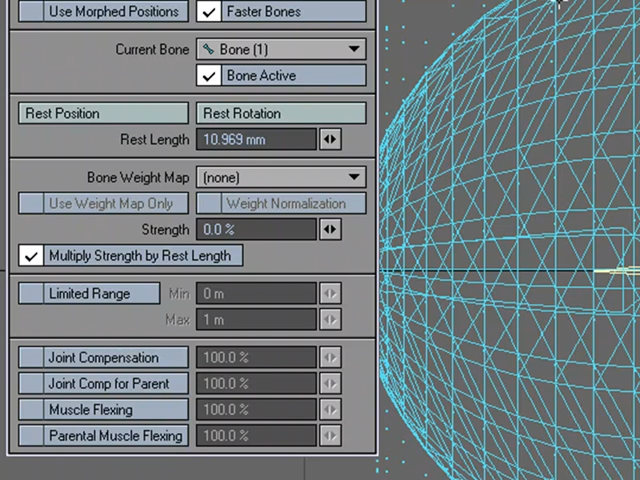 Use Morphed Positions Faster Bones
Current Bone Bone (1)
Bone Active
Rest Position Rest Rotation
Rest Length 10.969 mm
Bone Weight Map (none)
Use Weight Map Only Weight Normalization
Strength 0.0 %
Multiply Strength by Rest Length
Limited Range Min 0 m
Max 1 m
Joint Compensation 100.0 %
Joint Comp for Parent 100.0 %
Muscle Flexing 100.0 %
Parental Muscle Flexing 100.0 %